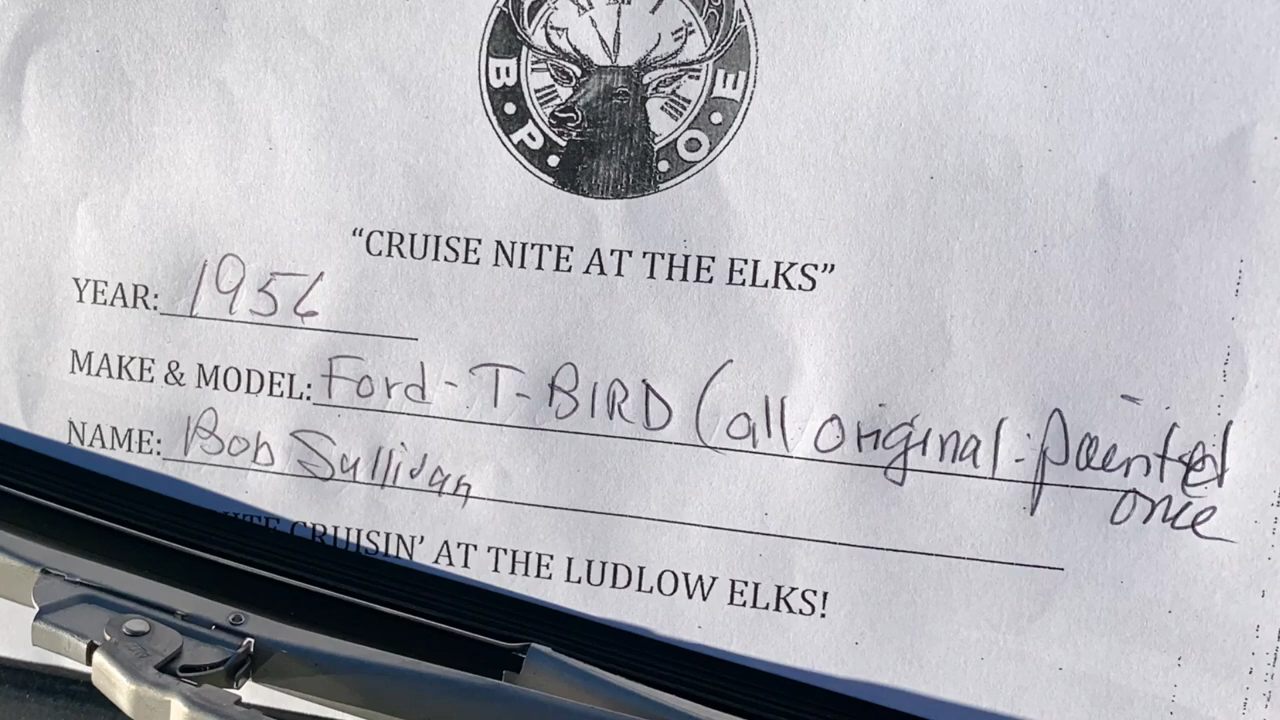 B·P·O·E
"CRUISE NITE AT THE ELKS"
YEAR: 1956
MAKE & MODEL: Ford - T-BIRD (all original - painted
once
NAME: Bob Sullivan
CRUISIN' AT THE LUDLOW ELKS!